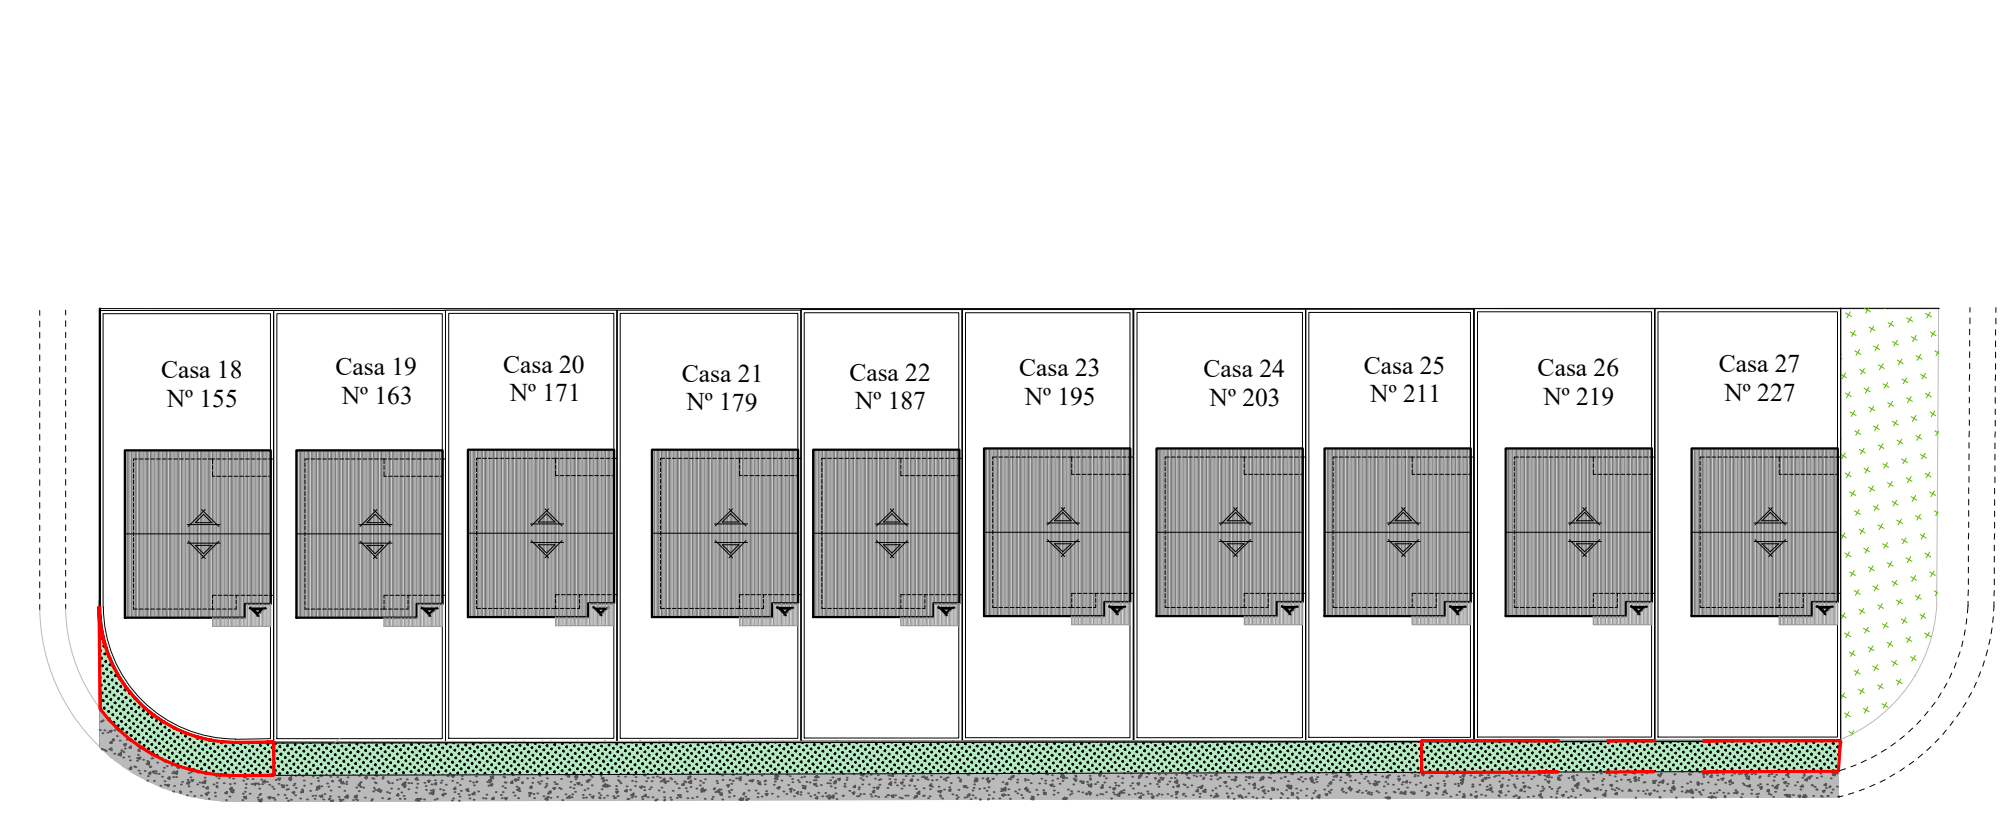 Casa 18
Nº 155
Casa 19
Nº 163
Casa 20
Nº 171
Casa 21
Nº 179
Casa 22
Nº 187
Casa 23
Nº 195
Casa 24
Nº 203
Casa 25
Nº 211
Casa 26
Nº 219
Casa 27
Nº 227